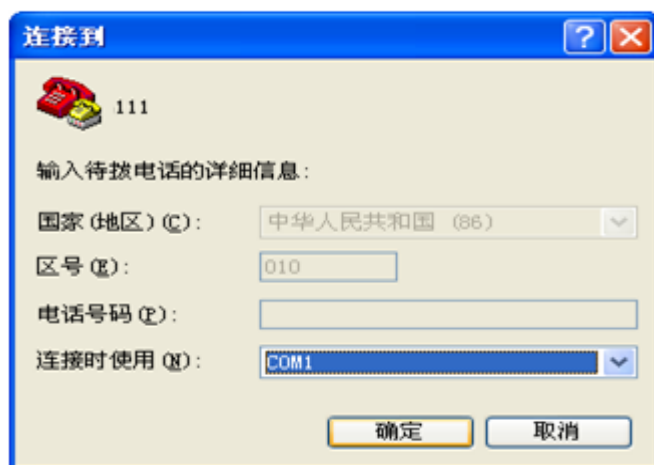 连接到
111
输入待拨电话的详细信息:
国家(地区)(C): 中华人民共和国 (86)
区号(E): 010
电话号码(P):
连接时使用(N): COM1
确定 取消